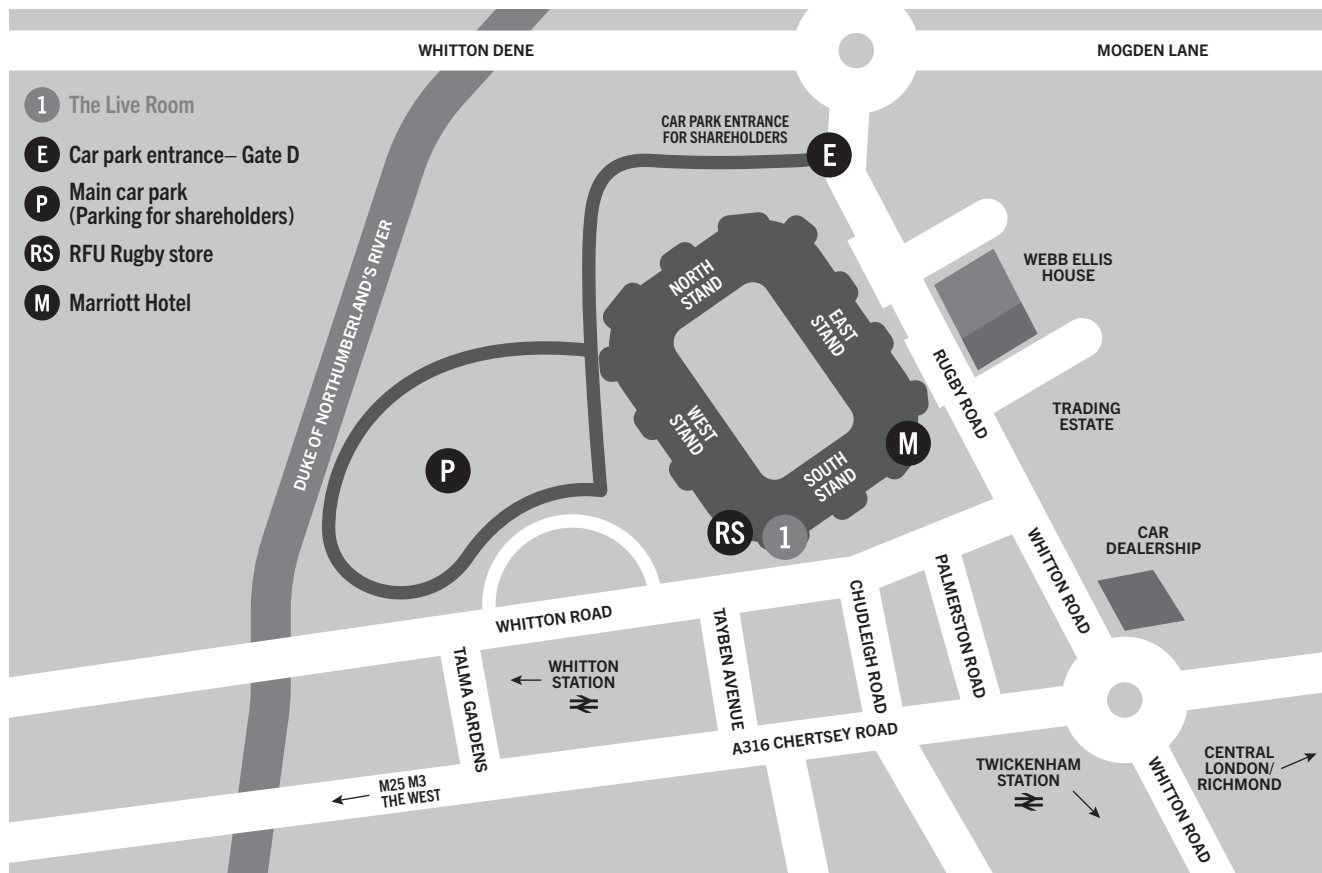 WHITTON DENE
MOGDEN LANE
1 The Live Room
E Car park entrance– Gate D
P Main car park
(Parking for shareholders)
RS RFU Rugby store
M Marriott Hotel
CAR PARK ENTRANCE
FOR SHAREHOLDERS
E
DUKE OF NORTHUMBERLAND'S RIVER
NORTH
STAND
EAST
STAND
WEST
STAND
SOUTH
STAND
WEBB ELLIS
HOUSE
RUGBY ROAD
TRADING
ESTATE
M
P
RS
1
CAR
DEALERSHIP
WHITTON ROAD
WHITTON ROAD
TALMA GARDENS
WHITTON
STATION
TAYBEN AVENUE
CHUDLEIGH ROAD
PALMERSTON ROAD
A316 CHERTSEY ROAD
M25 M3
THE WEST
TWICKENHAM
STATION
CENTRAL
LONDON/
RICHMOND
WHITTON ROAD